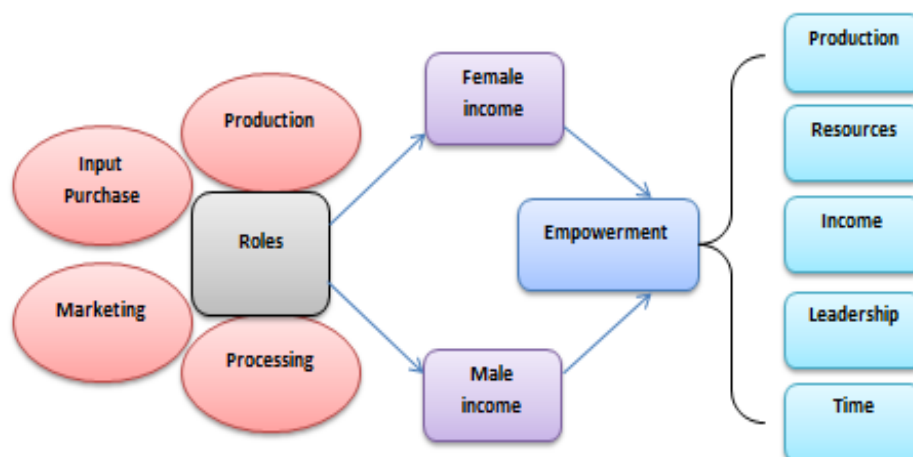 Production
Input
Purchase
Roles
Marketing
Processing
Female
income
Male
income
Empowerment
Production
Resources
Income
Leadership
Time